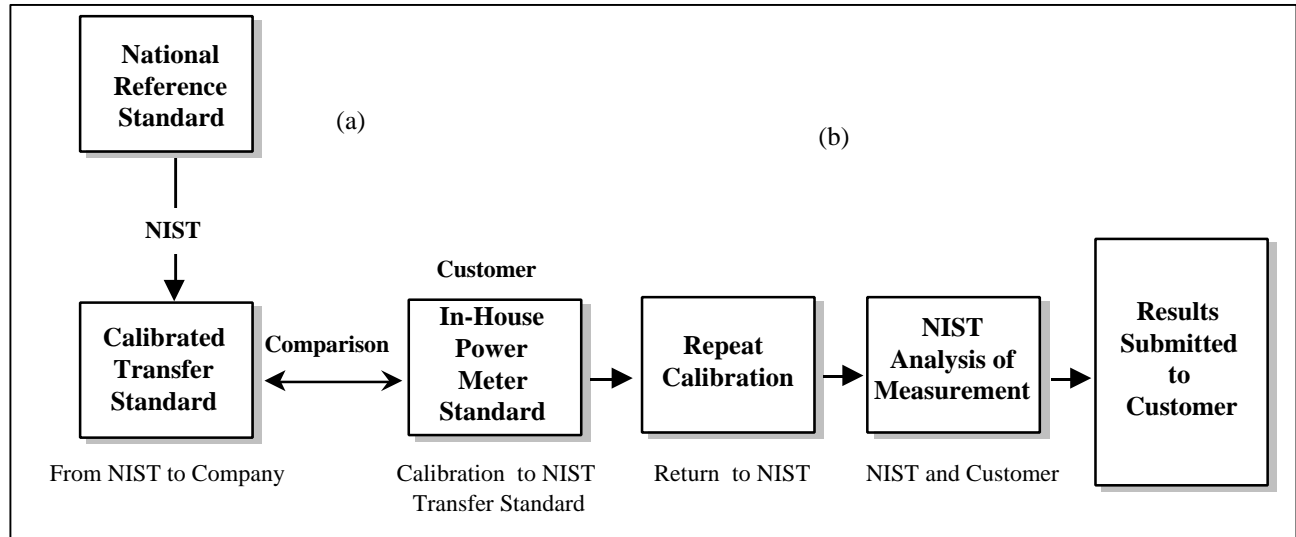 National
Reference
Standard
(a)
(b)
NIST
Customer
Calibrated
Transfer
Standard
Comparison
In-House
Power
Meter
Standard
Repeat
Calibration
NIST
Analysis of
Measurement
Results
Submitted
to
Customer
From NIST to Company
Calibration to NIST
Transfer Standard
Return to NIST
NIST and Customer